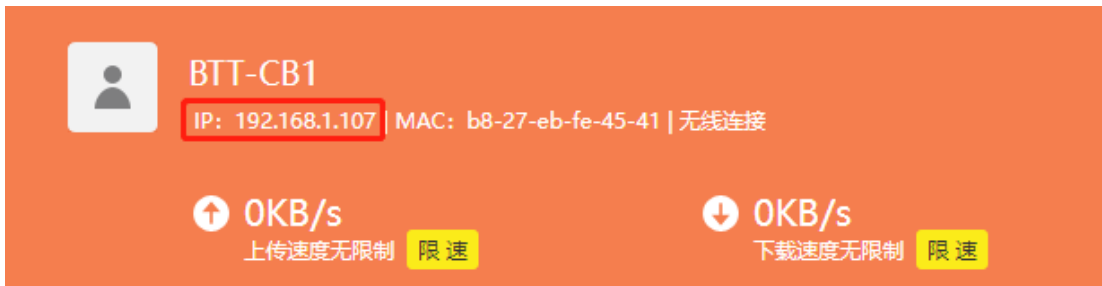 BTT-CB1
IP：192.168.1.107 | MAC：b8-27-eb-fe-45-41 | 无线连接
0KB/s 0KB/s
上传速度无限制 限 速 下载速度无限制 限 速